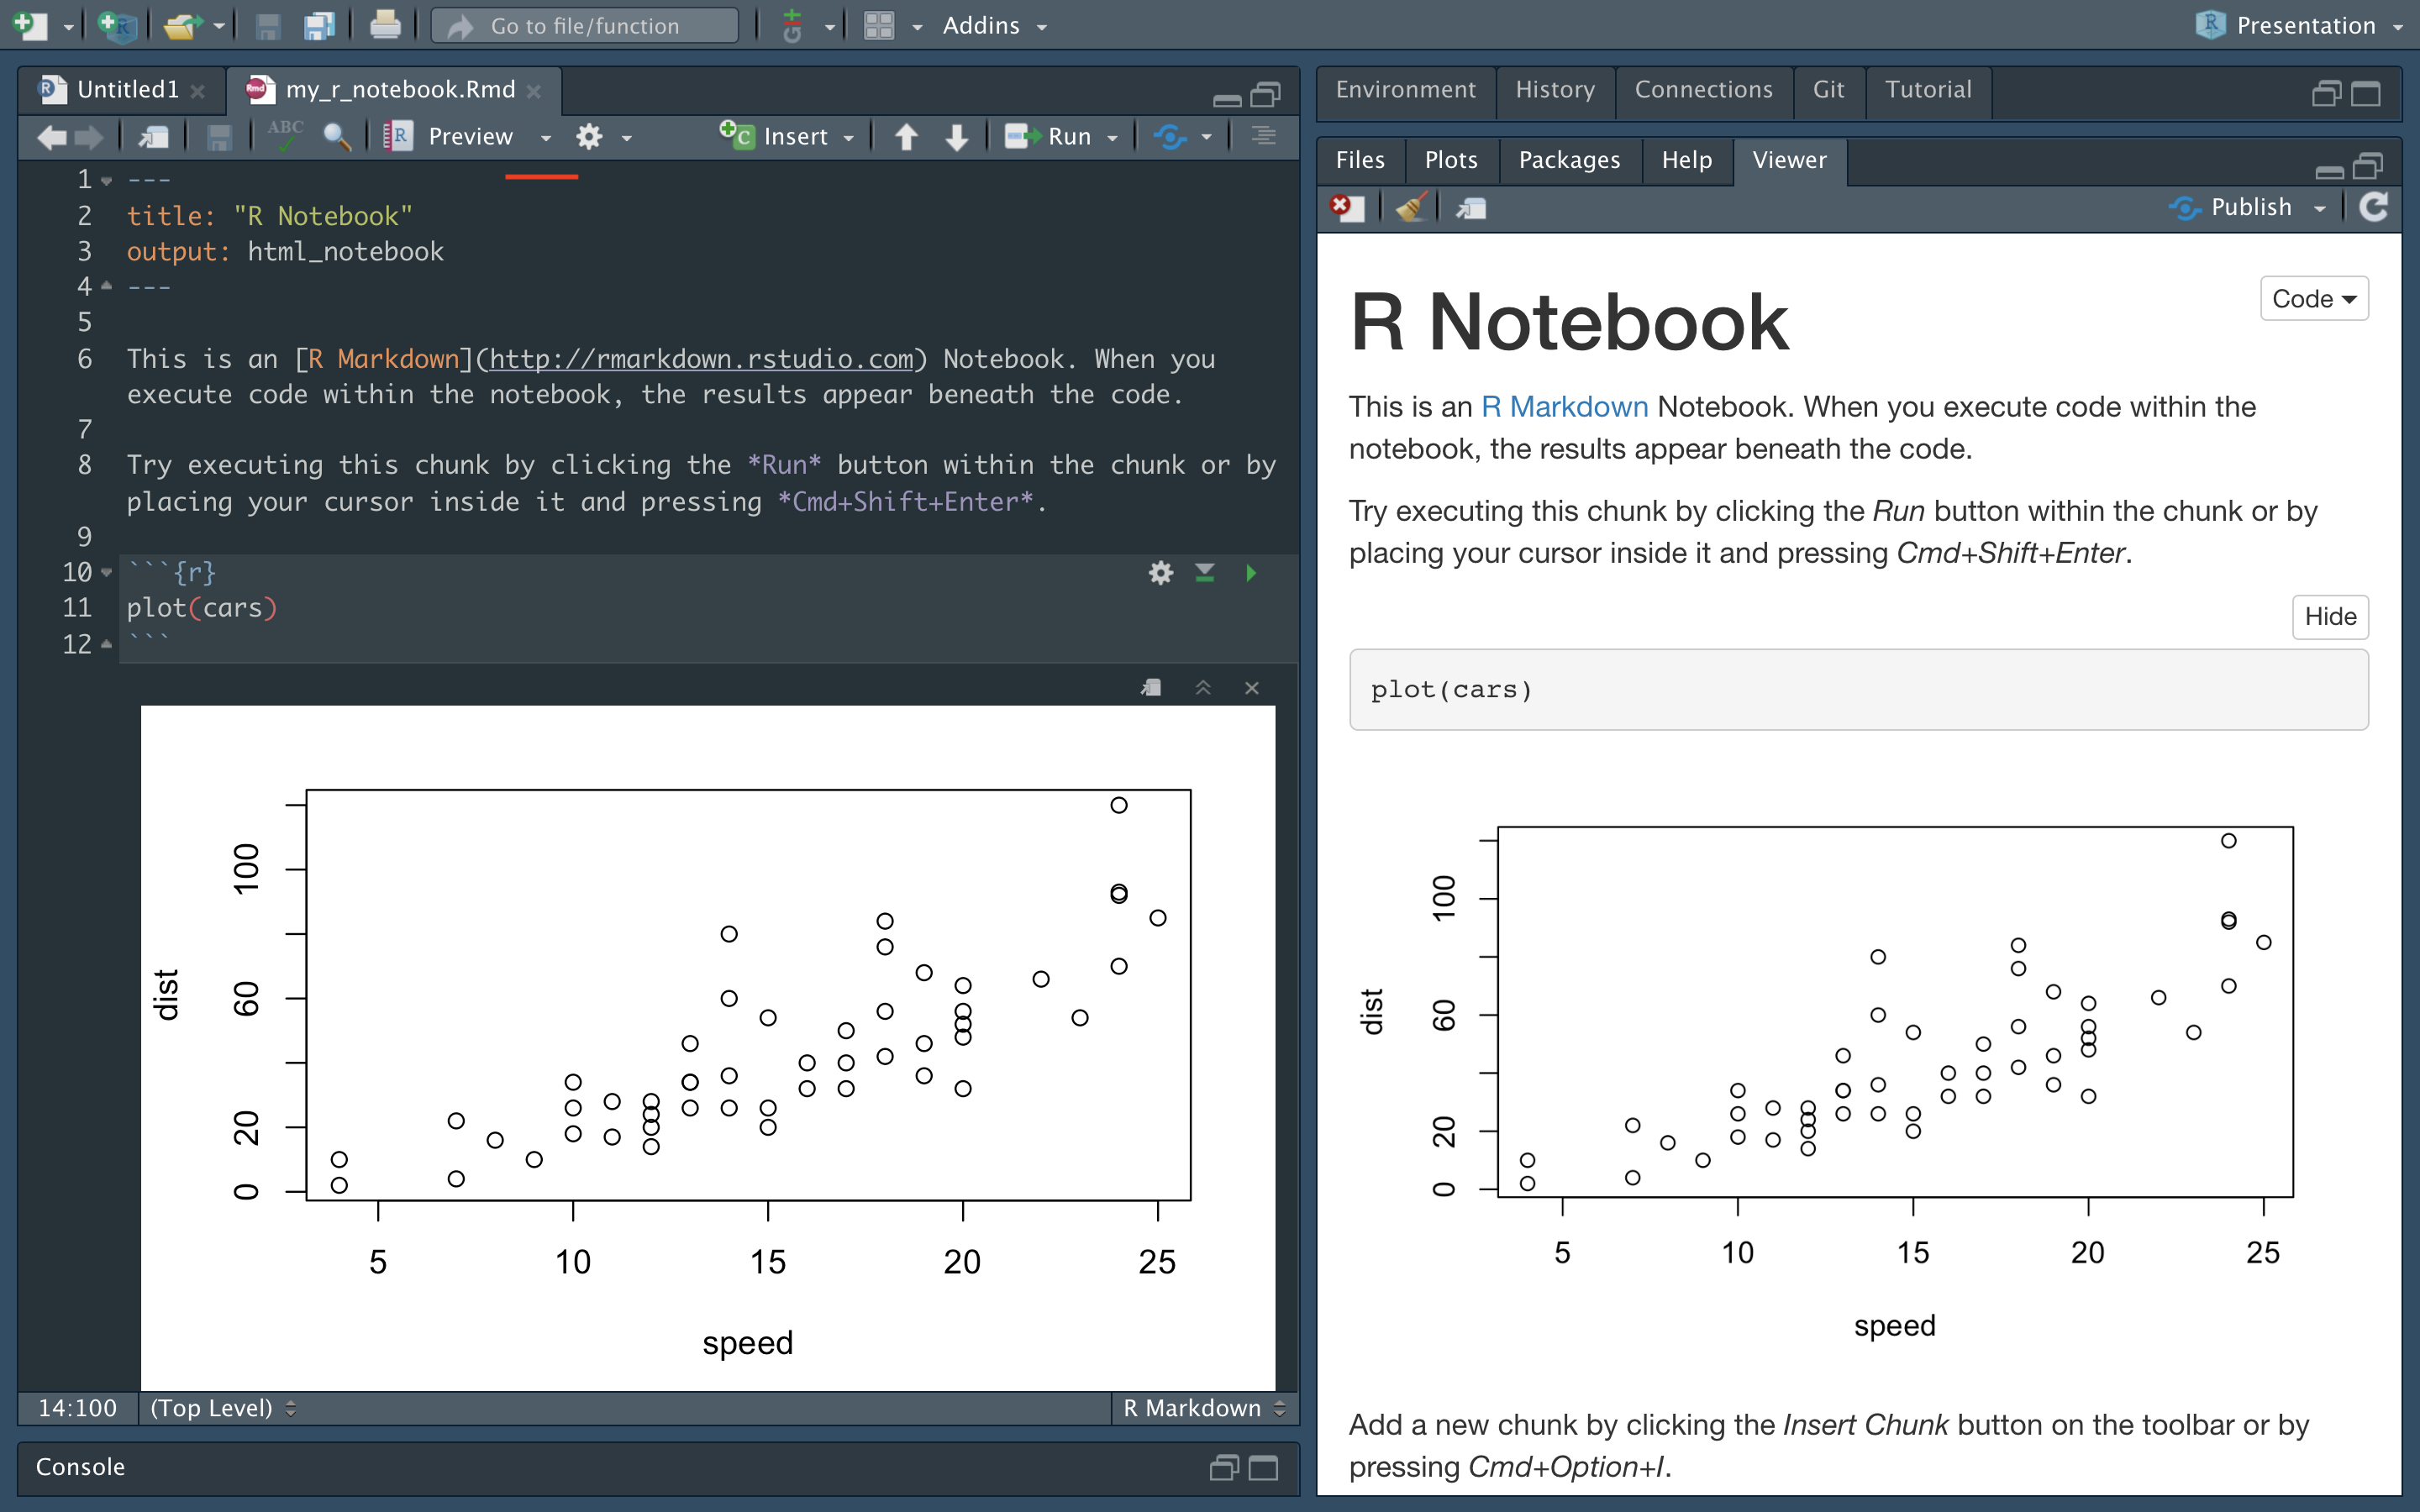 Go to file/function
Addins
Presentation
Untitled1
my_r_notebook.Rmd
ABC
Preview
Insert
Run
1 ---
2 title: "R Notebook"
3 output: html_notebook
4 ---
5
6 This is an [R Markdown](http://rmarkdown.rstudio.com) Notebook. When you
execute code within the notebook, the results appear beneath the code.
7
8 Try executing this chunk by clicking the *Run* button within the chunk or by
placing your cursor inside it and pressing *Cmd+Shift+Enter*.
9
10 ```{r}
11 plot(cars)
12 ```
100
60
20
0
dist
5 10 15 20 25
speed
14:100 (Top Level) R Markdown
Console
Environment History Connections Git Tutorial
Files Plots Packages Help Viewer
Publish
R Notebook
Code
This is an R Markdown Notebook. When you execute code within the
notebook, the results appear beneath the code.
Try executing this chunk by clicking the Run button within the chunk or by
placing your cursor inside it and pressing Cmd+Shift+Enter.
Hide
plot(cars)
100
60
20
0
dist
5 10 15 20 25
speed
Add a new chunk by clicking the Insert Chunk button on the toolbar or by
pressing Cmd+Option+I.